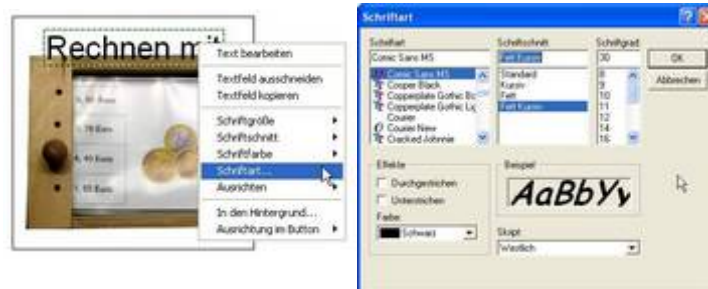 Rechnen mit
Text bearbeiten
Textfeld ausschneiden
Textfeld kopieren
Schriftgröße
Schriftschnitt
Schriftfarbe
Schriftart...
Ausrichten
In den Hintergrund...
Ausrichtung im Button
Schriftart
Schriftart
Comic Sans MS
Comic Sans MS
Cooper Black
Copperplate Gothic
Copperplate Gothic
Courier
Courier New
Cracked Johnnie
Schriftschnitt
Fett Kursiv
Standard
Kursiv
Fett
Fett Kursiv
Schriftgrad
30
8
9
10
11
12
14
16
OK
Abbrechen
Effekte
Durchgestrichen
Unterstrichen
Farbe:
Schwarz
Beispiel
AaBbYy
Skript:
Westlich